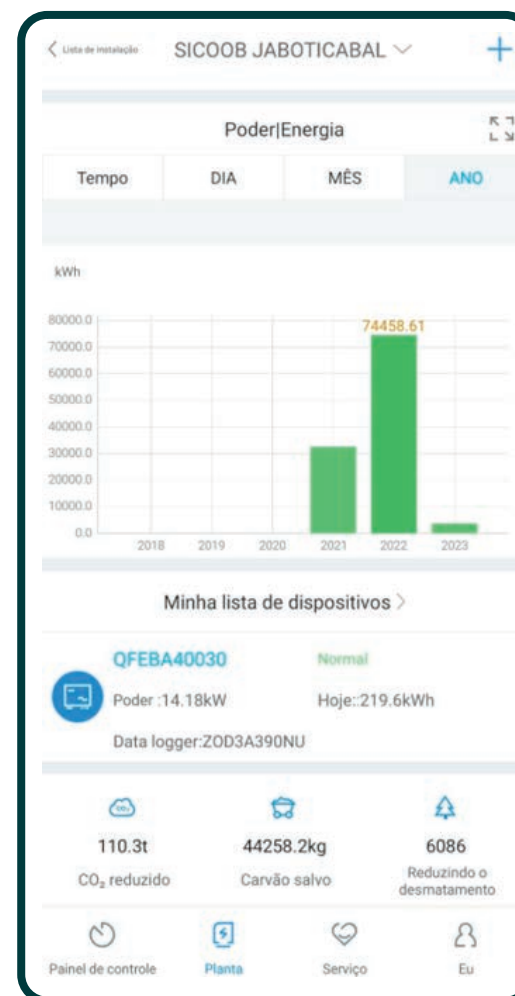 Lista de instalação SICOOB JABOTICABAL
Poder|Energia
Tempo DIA MÊS ANO
kWh
80000.0
74458.61
70000.0
60000.0
50000.0
40000.0
30000.0
20000.0
10000.0
0.0
2018 2019 2020 2021 2022 2023
Minha lista de dispositivos
QFEBA40030 Normal
Poder :14.18kW Hoje::219.6kWh
Data logger:ZOD3A390NU
110.3t 44258.2kg 6086
CO₂ reduzido Carvão salvo Reduzindo o
desmatamento
Painel de controle Planta Serviço Eu